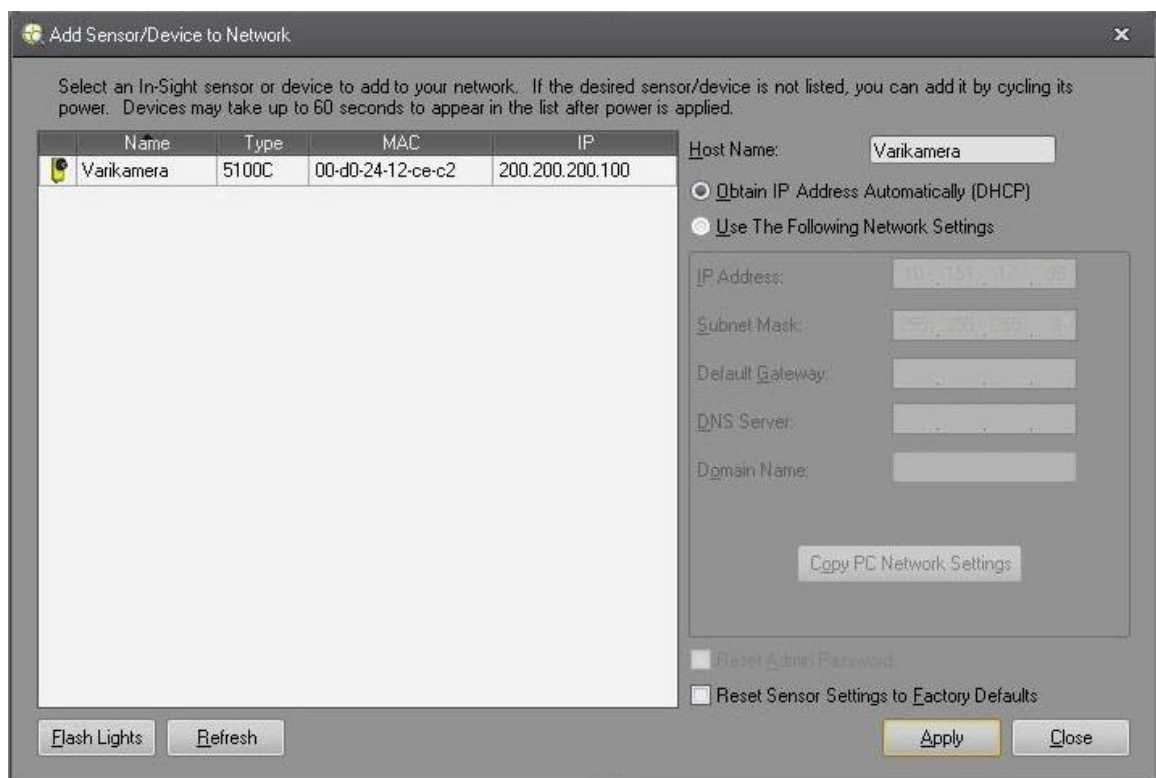 Add Sensor/Device to Network
Select an In-Sight sensor or device to add to your network. If the desired sensor/device is not listed, you can add it by cycling its
power. Devices may take up to 60 seconds to appear in the list after power is applied.
Name Type MAC IP
Varikamera 5100C 00-d0-24-12-ce-c2 200.200.200.100
Host Name: Varikamera
Obtain IP Address Automatically (DHCP)
Use The Following Network Settings
IP Address:
Subnet Mask:
Default Gateway:
DNS Server:
Domain Name:
Copy PC Network Settings
Reset Admin Password
Reset Sensor Settings to Factory Defaults
Flash Lights Refresh Apply Close